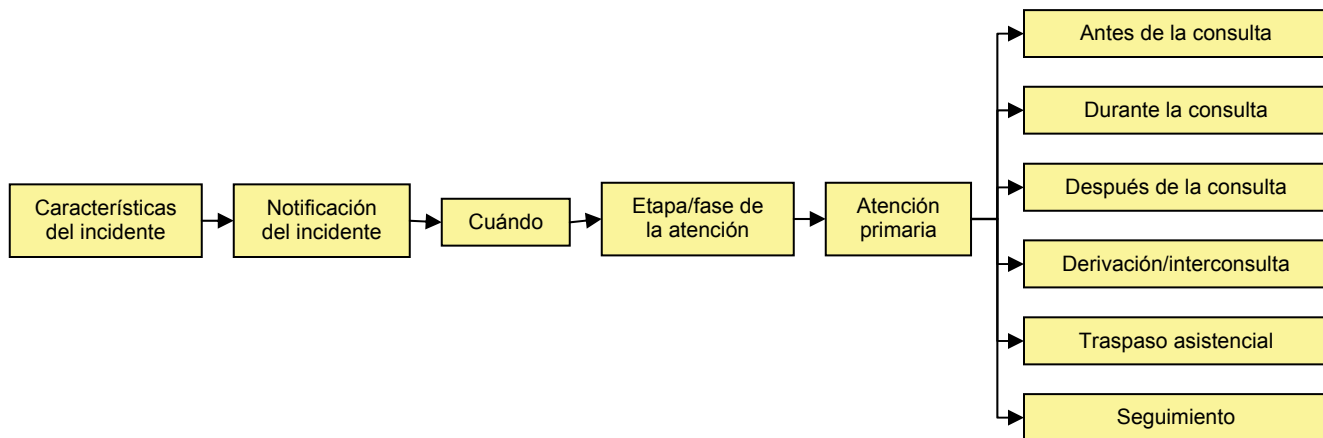 Características
del incidente
Notificación
del incidente
Cuándo
Etapa/fase de
la atención
Atención
primaria
Antes de la consulta
Durante la consulta
Después de la consulta
Derivación/interconsulta
Traspaso asistencial
Seguimiento